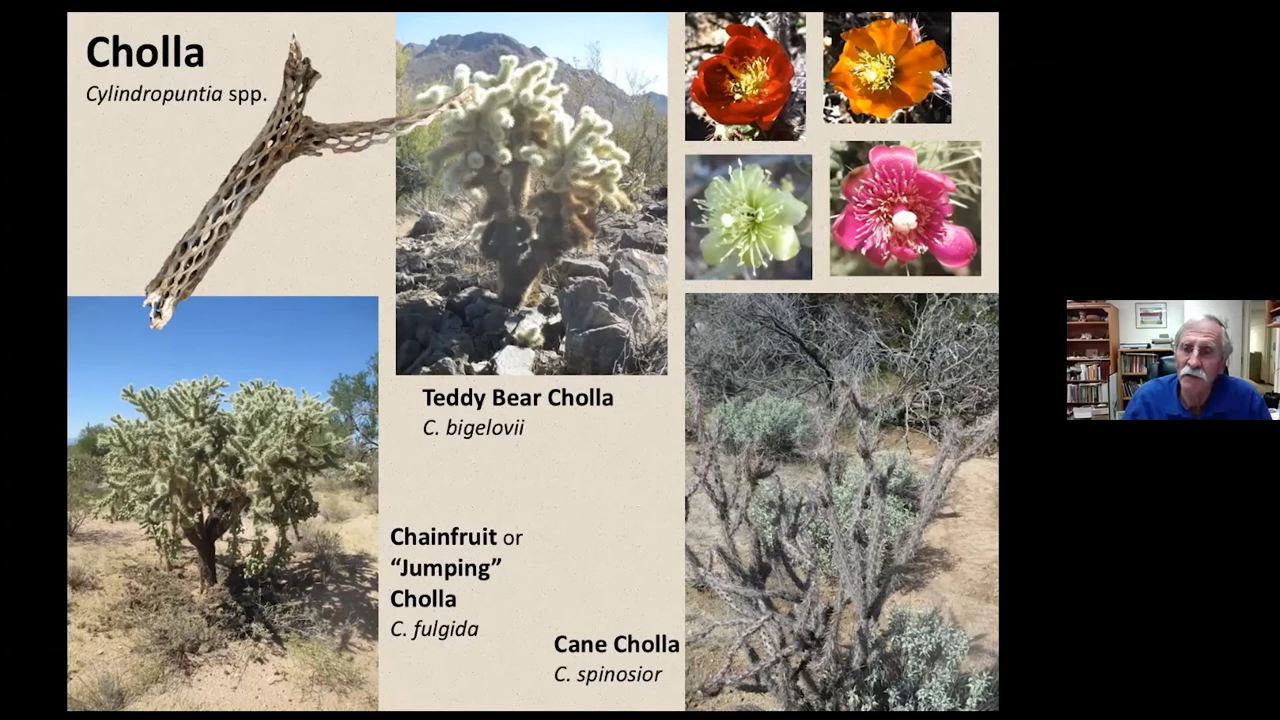 Cholla
Cylindropuntia spp.
Teddy Bear Cholla
C. bigelovii
Chainfruit or
“Jumping”
Cholla
C. fulgida
Cane Cholla
C. spinosior